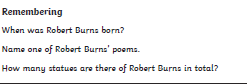 Remembering
When was Robert Burns born?
Name one of Robert Burns' poems.
How many statues are there of Robert Burns in total?